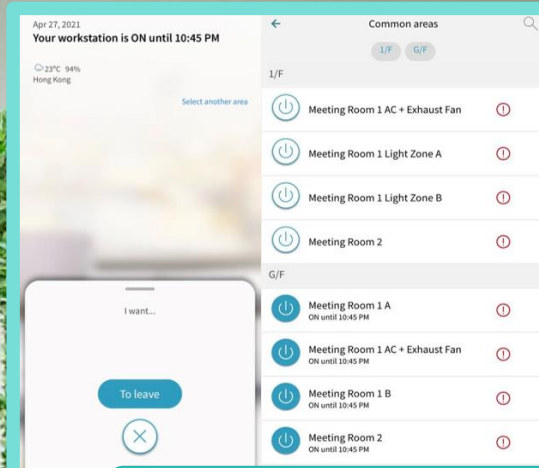 Apr 27, 2021
Your workstation is ON until 10:45 PM
23°C 94%
Hong Kong
Select another area
I want...
To leave
Common areas
1/F G/F
1/F
Meeting Room 1 AC + Exhaust Fan
Meeting Room 1 Light Zone A
Meeting Room 1 Light Zone B
Meeting Room 2
G/F
Meeting Room 1 A
ON until 10:45 PM
Meeting Room 1 AC + Exhaust Fan
ON until 10:45 PM
Meeting Room 1 B
ON until 10:45 PM
Meeting Room 2
ON until 10:45 PM